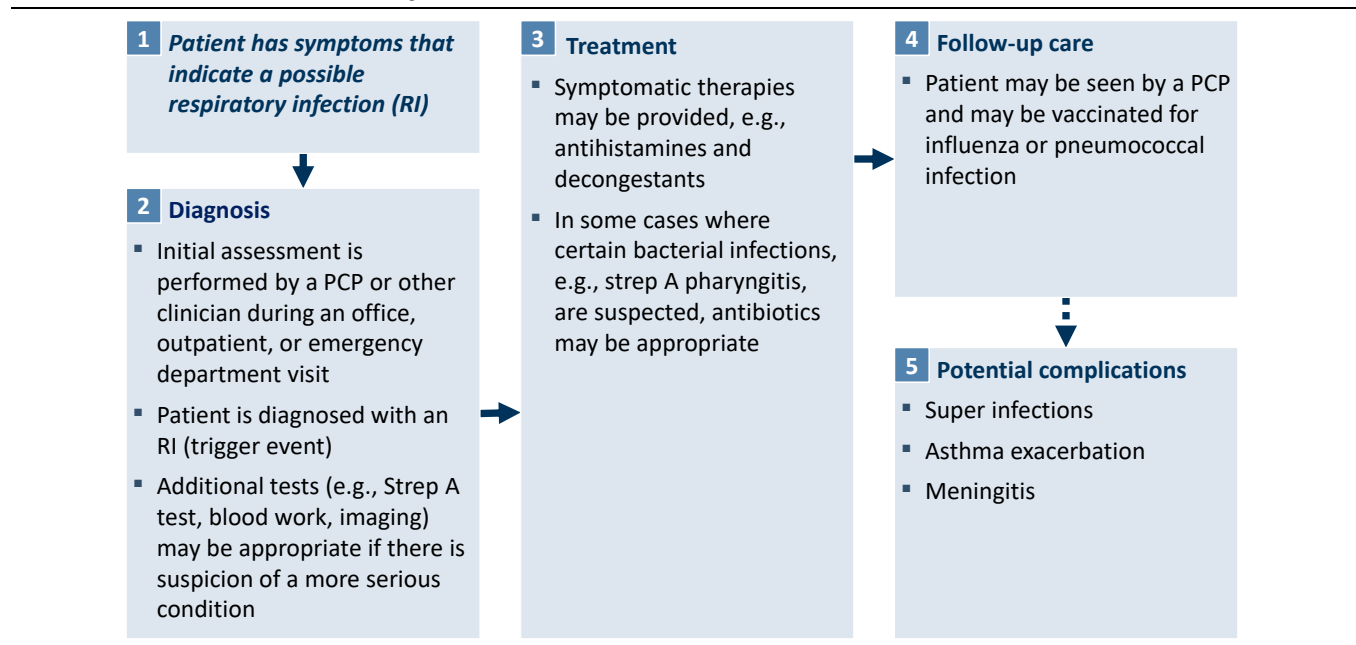 1 Patient has symptoms that
indicate a possible
respiratory infection (RI)
2 Diagnosis
▪ Initial assessment is
performed by a PCP or other
clinician during an office,
outpatient, or emergency
department visit
▪ Patient is diagnosed with an
RI (trigger event)
▪ Additional tests (e.g., Strep A
test, blood work, imaging)
may be appropriate if there is
suspicion of a more serious
condition
3 Treatment
▪ Symptomatic therapies
may be provided, e.g.,
antihistamines and
decongestants
▪ In some cases where
certain bacterial infections,
e.g., strep A pharyngitis,
are suspected, antibiotics
may be appropriate
4 Follow-up care
▪ Patient may be seen by a PCP
and may be vaccinated for
influenza or pneumococcal
infection
5 Potential complications
▪ Super infections
▪ Asthma exacerbation
▪ Meningitis